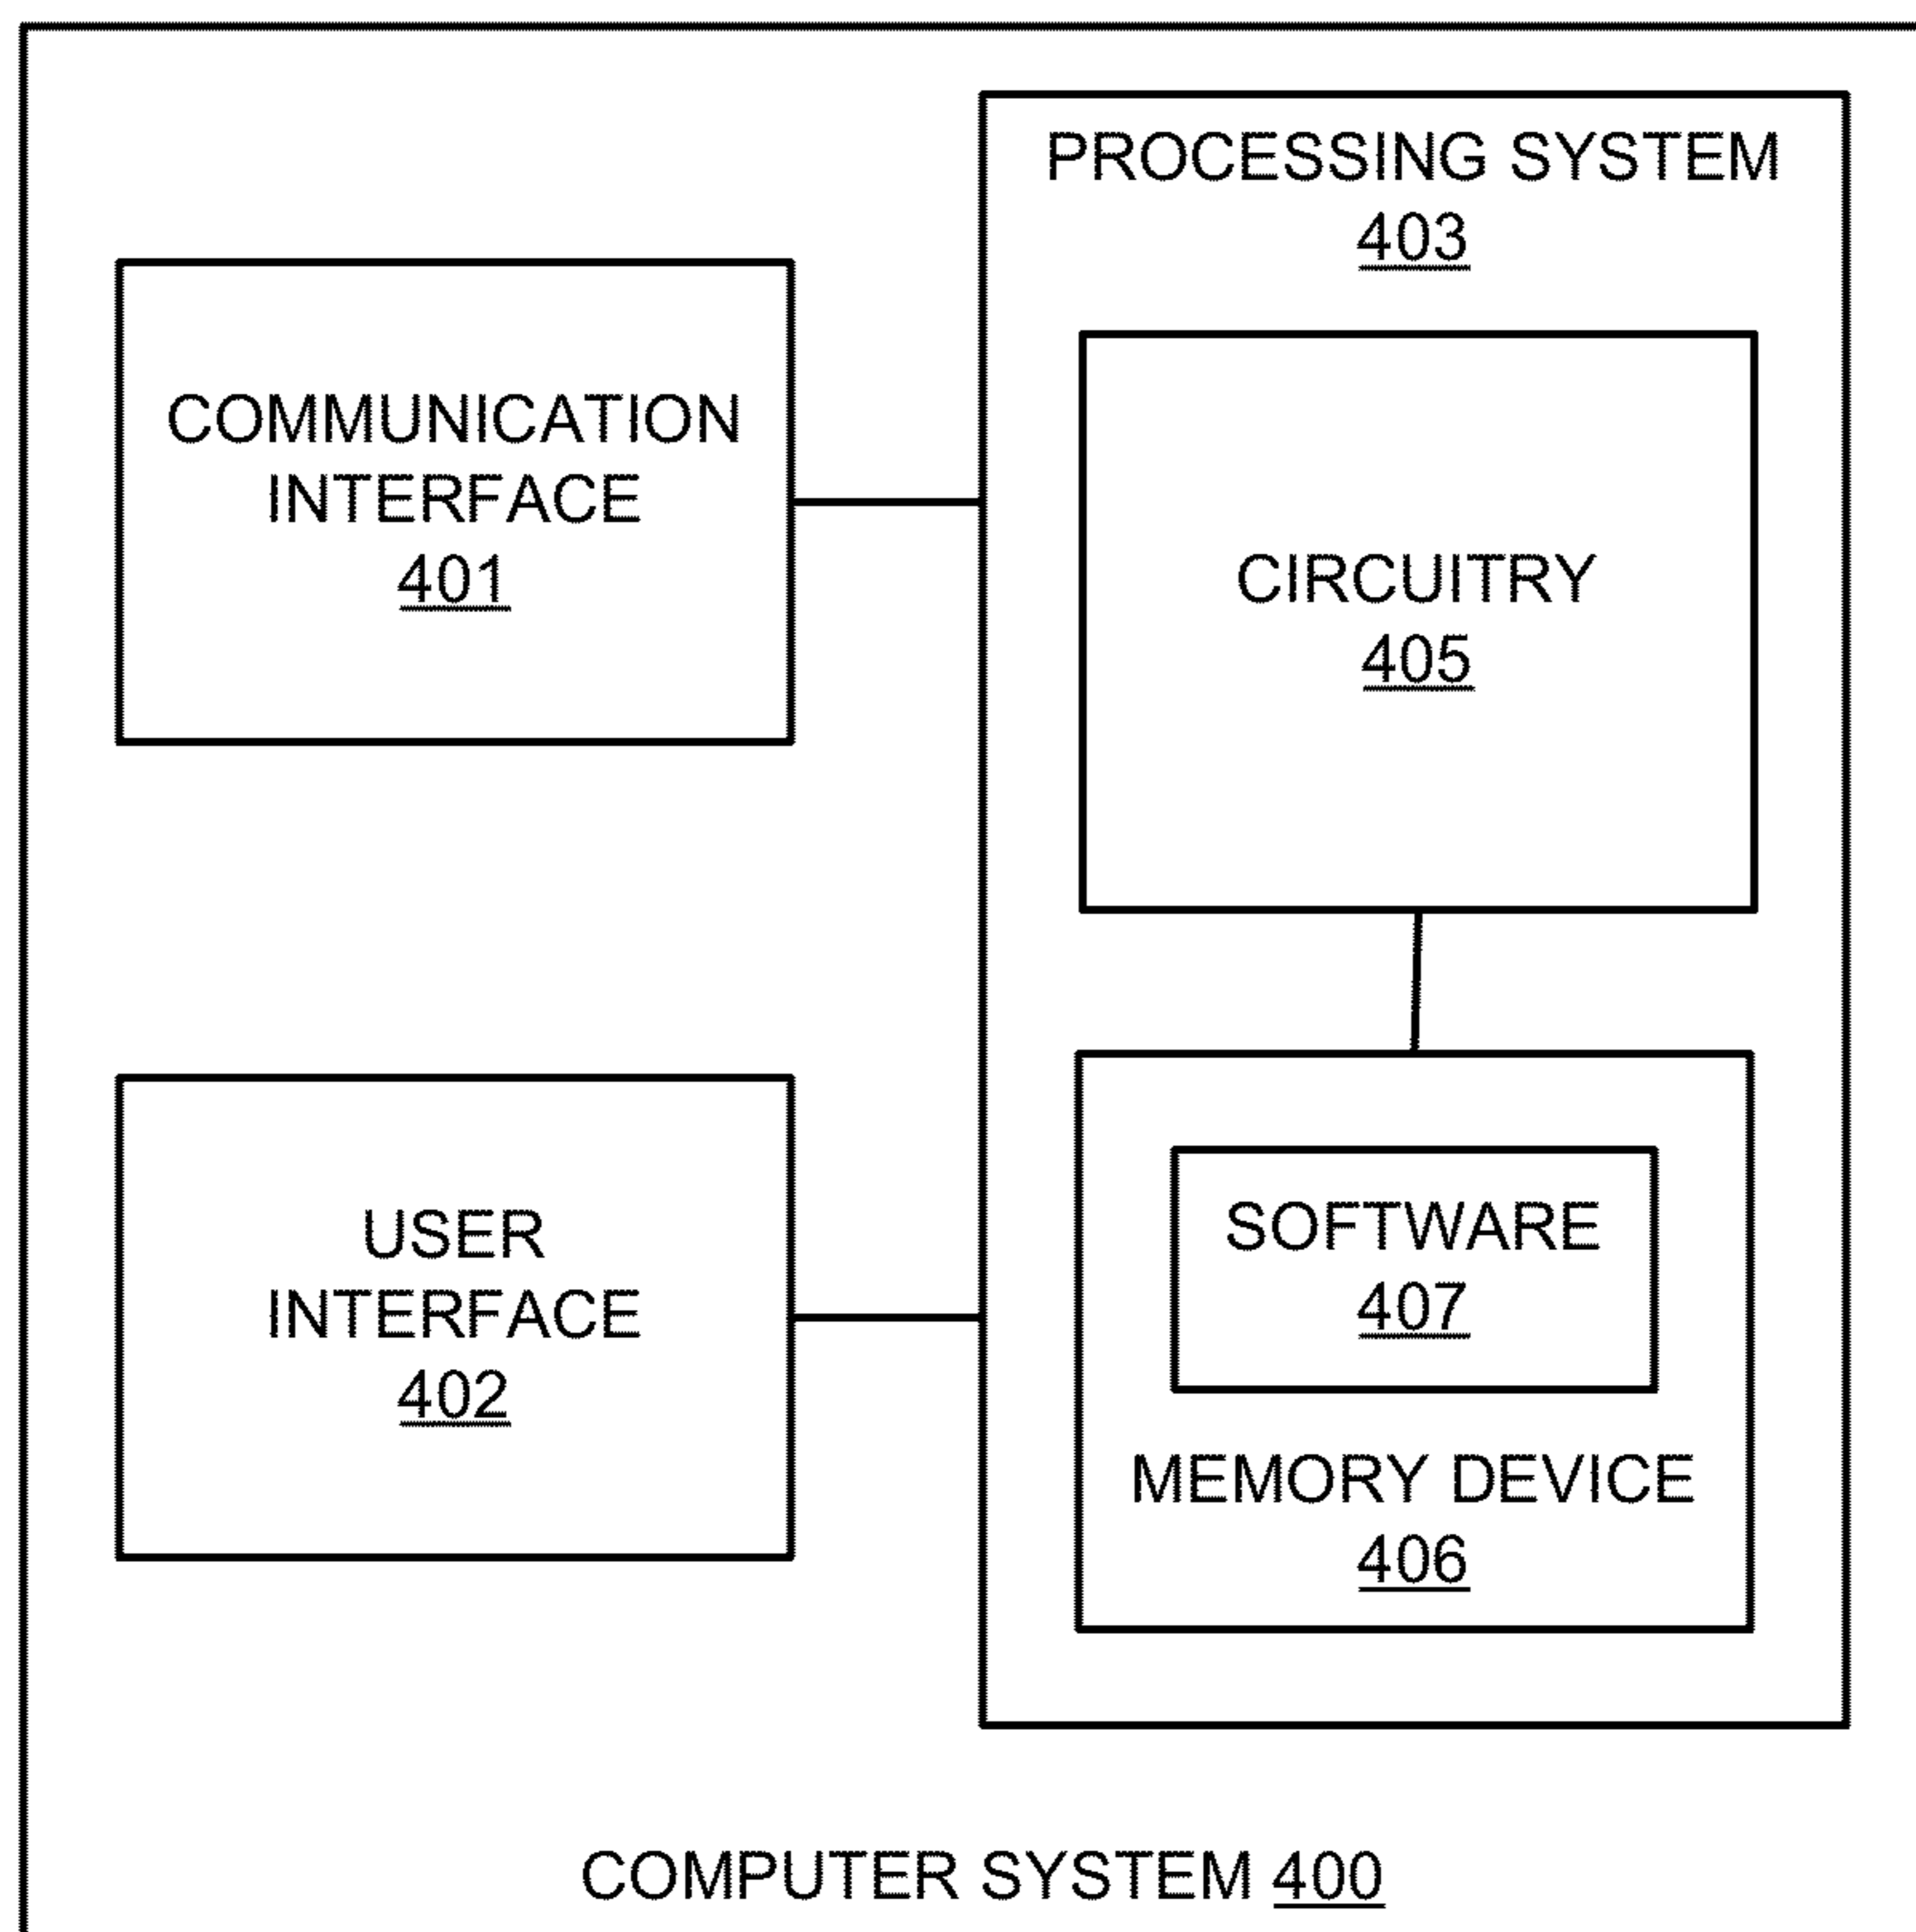 PROCESSING SYSTEM
403
COMMUNICATION
INTERFACE
401
CIRCUITRY
405
USER
INTERFACE
402
SOFTWARE
407
MEMORY DEVICE
406
COMPUTER SYSTEM 400